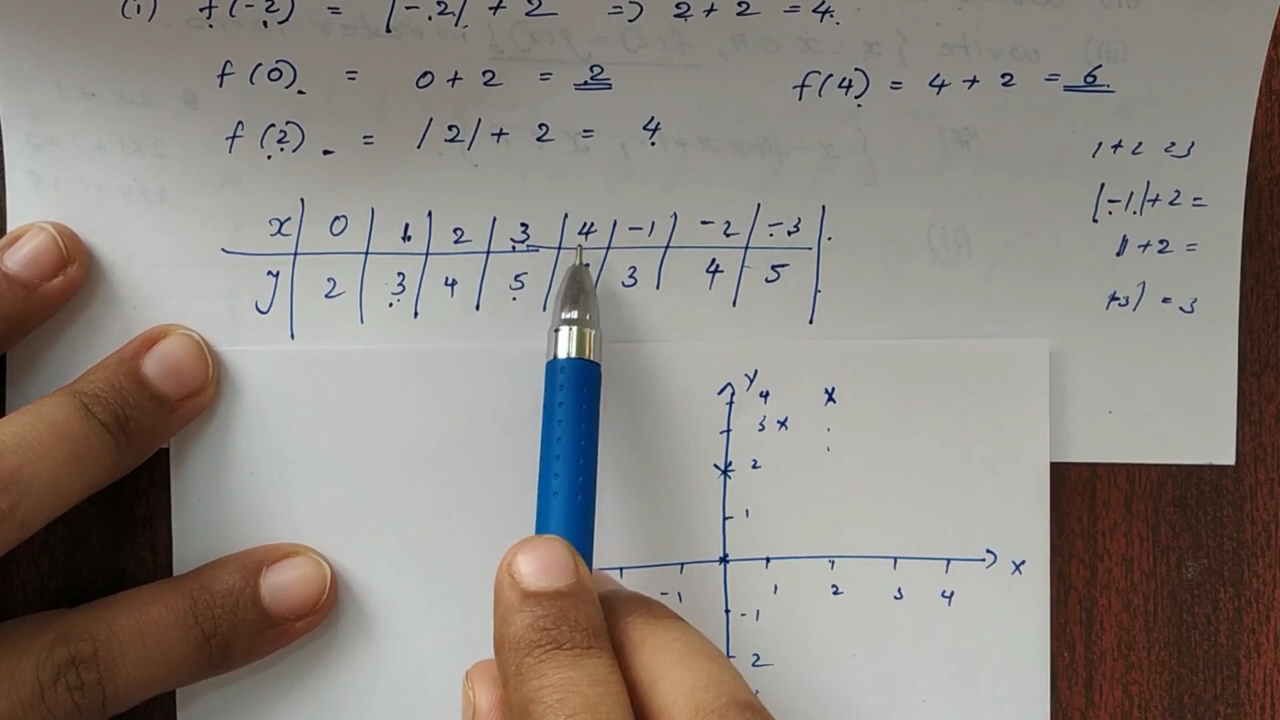 (i) f(-2) = |-2| + 2 => 2+2 = 4.
f(0) = 0+2 = 2 f(4) = 4+2 = 6
f(2) = |2| + 2 = 4
1+2 =3
|-1|+2 =
1+2 =
|-3| = 3
x 0 1 2 3 4 -1 -2 -3
y 2 3 4 5 3 4 5
y 4 x
3 x
2
1
x
-1 1 2 3 4
-1
2